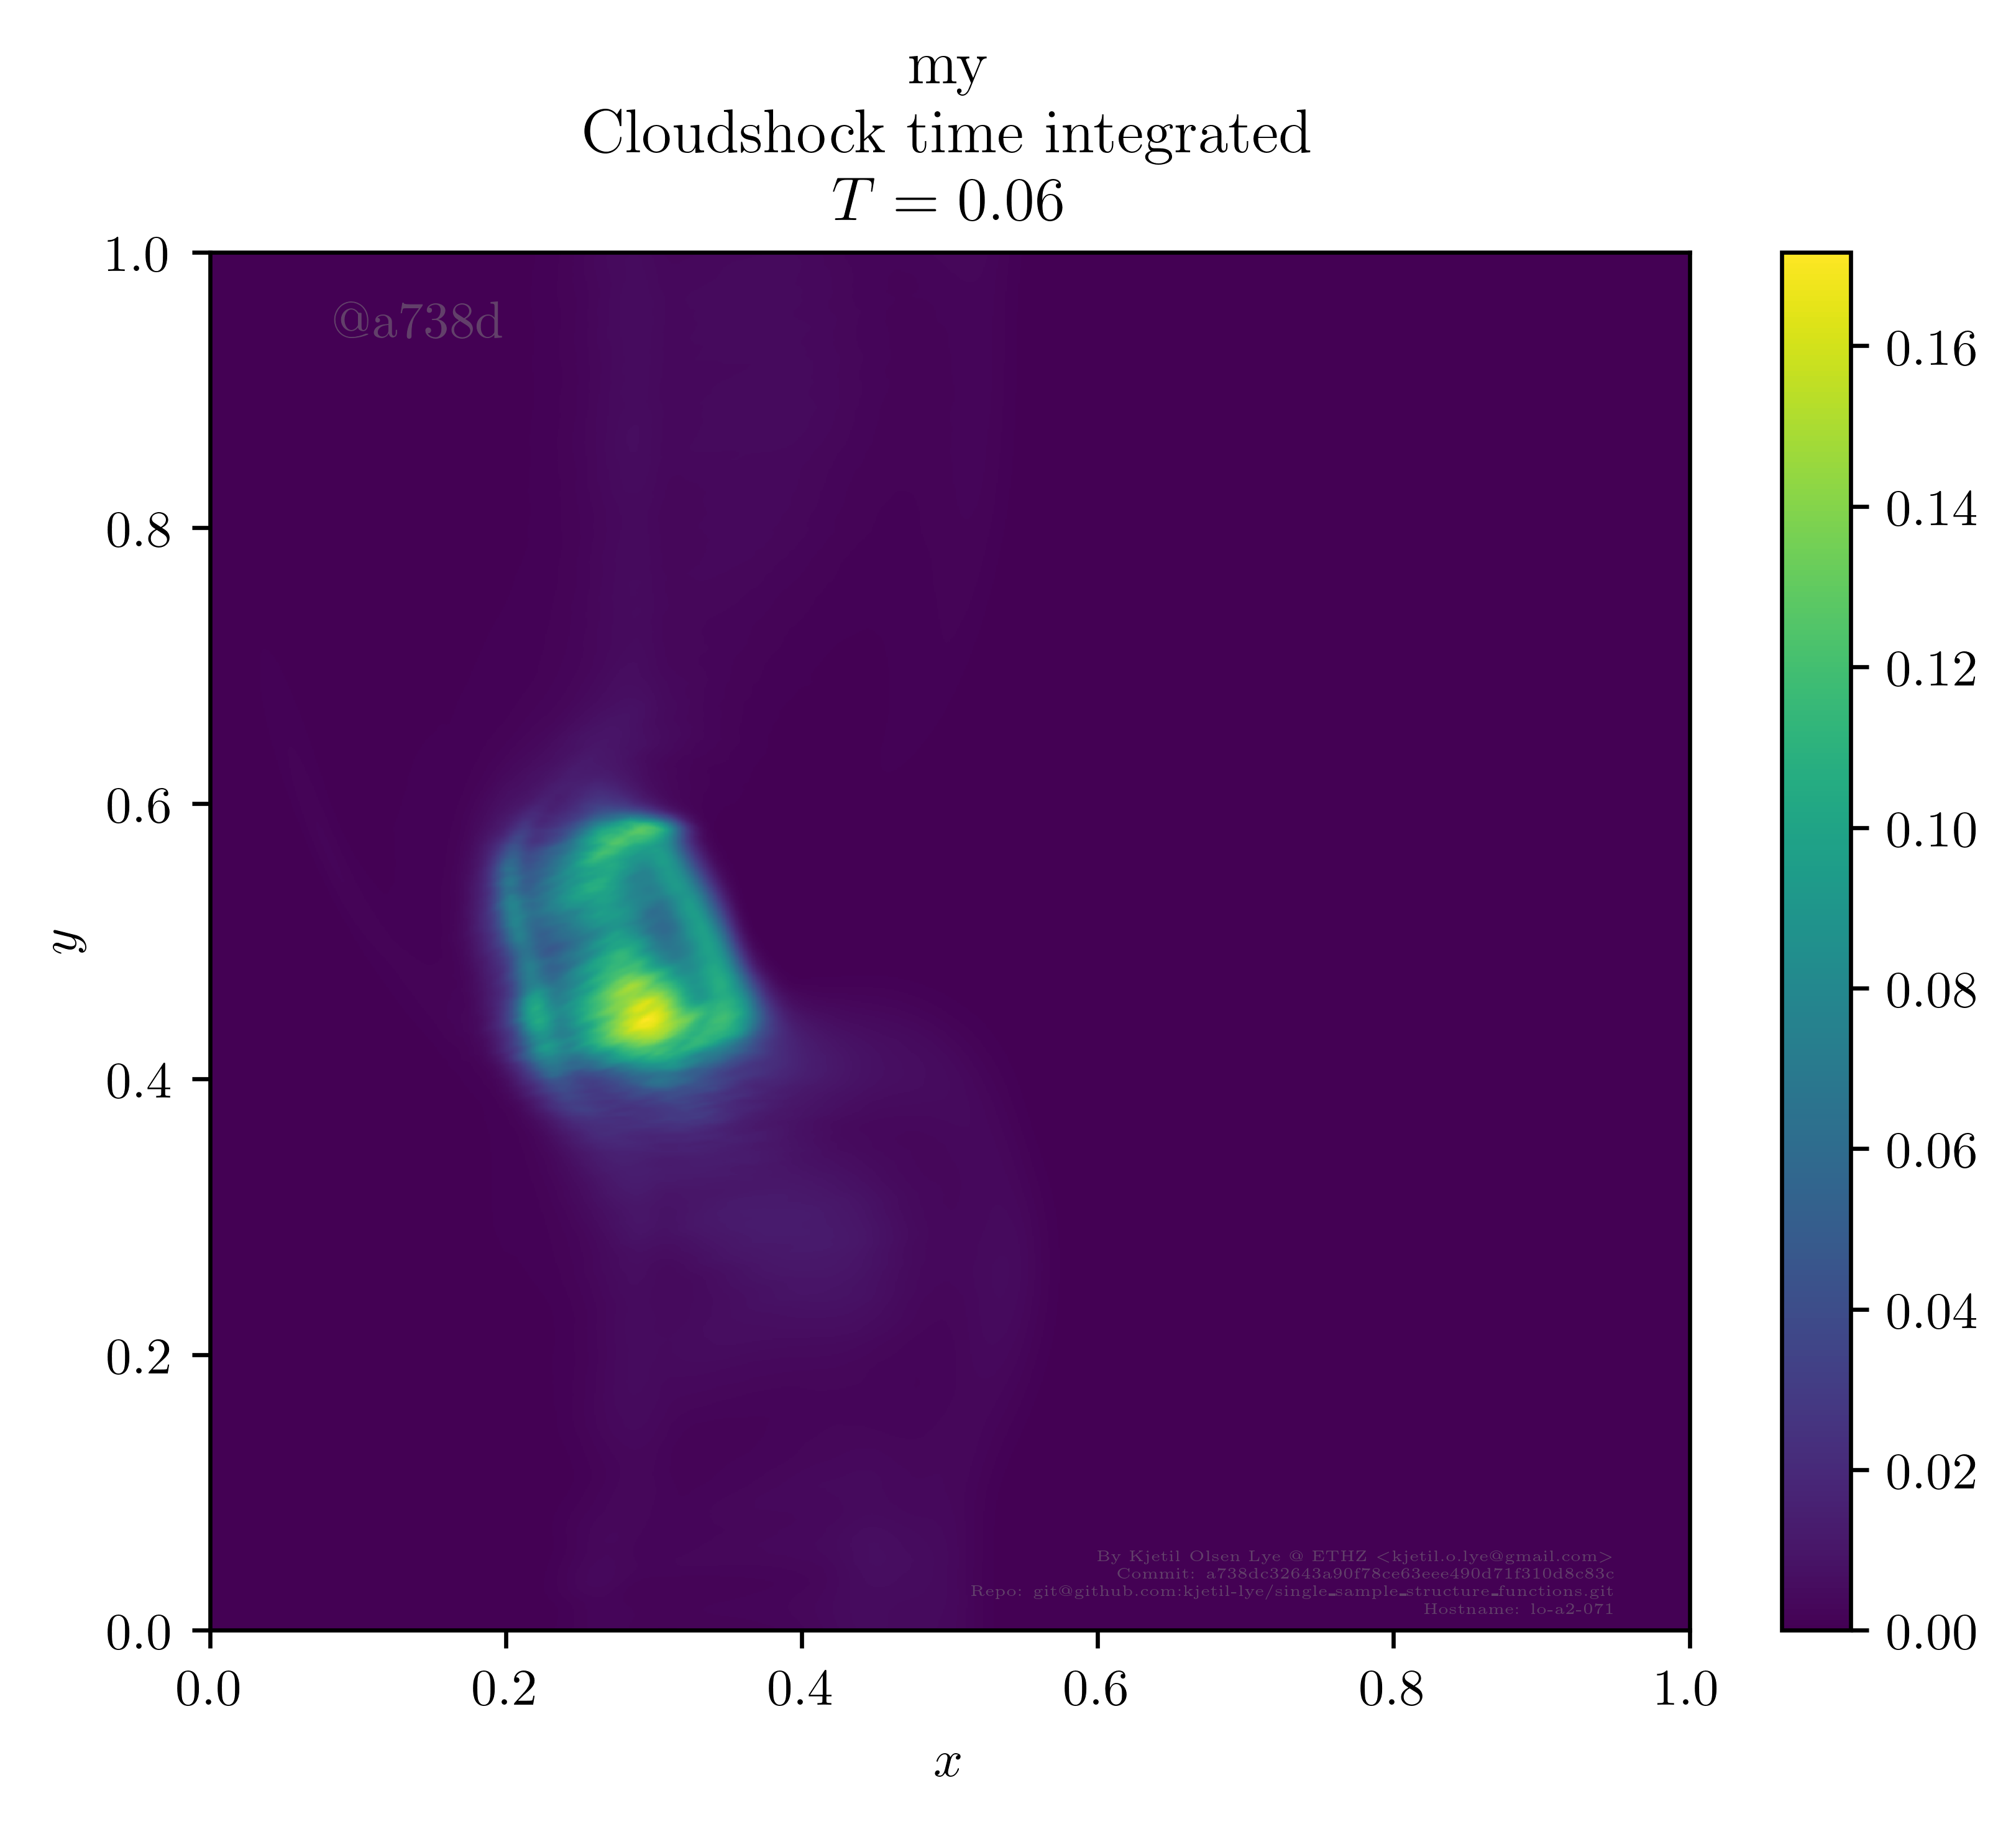 my
Cloudshock time integrated
T = 0.06
1.0
0.8
0.6
0.4
0.2
0.0
y
@a738d
0.0 0.2 0.4 0.6 0.8 1.0
x
0.16
0.14
0.12
0.10
0.08
0.06
0.04
0.02
0.00
By Kjetil Olsen Lye @ ETHZ <kjetil.o.lye@gmail.com>
Commit: a738dc32643a90f78ce63eee490d71f310d8c83c
Repo: git@github.com:kjetil-lye/single_sample_structure_functions.git
Hostname: lo-a2-071